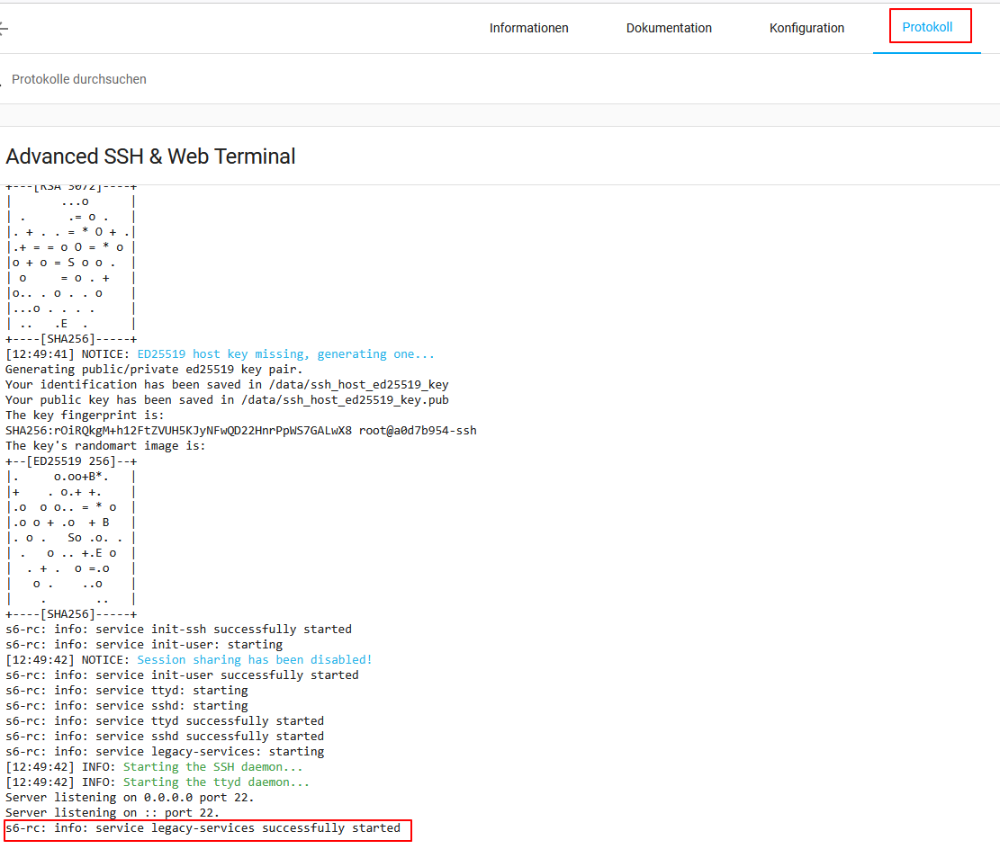 Informationen
Dokumentation
Konfiguration
Protokoll
Protokolle durchsuchen
Advanced SSH & Web Terminal
+---[RSA 3072]----+
|       ...o      |
| .      .= o .   |
|. + . . = * O + .|
|.+ = = o O = * o |
|o + o = S o o .  |
| o     = o . +   |
|o.. . o . . o    |
|...o . . . .     |
| ..   .E  .      |
+----[SHA256]-----+
[12:49:41] NOTICE: ED25519 host key missing, generating one...
Generating public/private ed25519 key pair.
Your identification has been saved in /data/ssh_host_ed25519_key
Your public key has been saved in /data/ssh_host_ed25519_key.pub
The key fingerprint is:
SHA256:rOiRQkgM+h12FtZVUH5KJyNFwQD22HnrPpWS7GALwX8 root@a0d7b954-ssh
The key's randomart image is:
+--[ED25519 256]--+
|.     o.oo+B*.   |
|+    . o.+ +.    |
|.o  o o.. = * o  |
|.o o + .o  + B   |
|. o .   So .o. . |
| .   o .. +.E o  |
|  . + .  o =.o   |
|   o .    ..o    |
|    .       ..   |
+----[SHA256]-----+
s6-rc: info: service init-ssh successfully started
s6-rc: info: service init-user: starting
[12:49:42] NOTICE: Session sharing has been disabled!
s6-rc: info: service init-user successfully started
s6-rc: info: service ttyd: starting
s6-rc: info: service sshd: starting
s6-rc: info: service ttyd successfully started
s6-rc: info: service sshd successfully started
s6-rc: info: service legacy-services: starting
[12:49:42] INFO: Starting the SSH daemon...
[12:49:42] INFO: Starting the ttyd daemon...
Server listening on 0.0.0.0 port 22.
Server listening on :: port 22.
s6-rc: info: service legacy-services successfully started